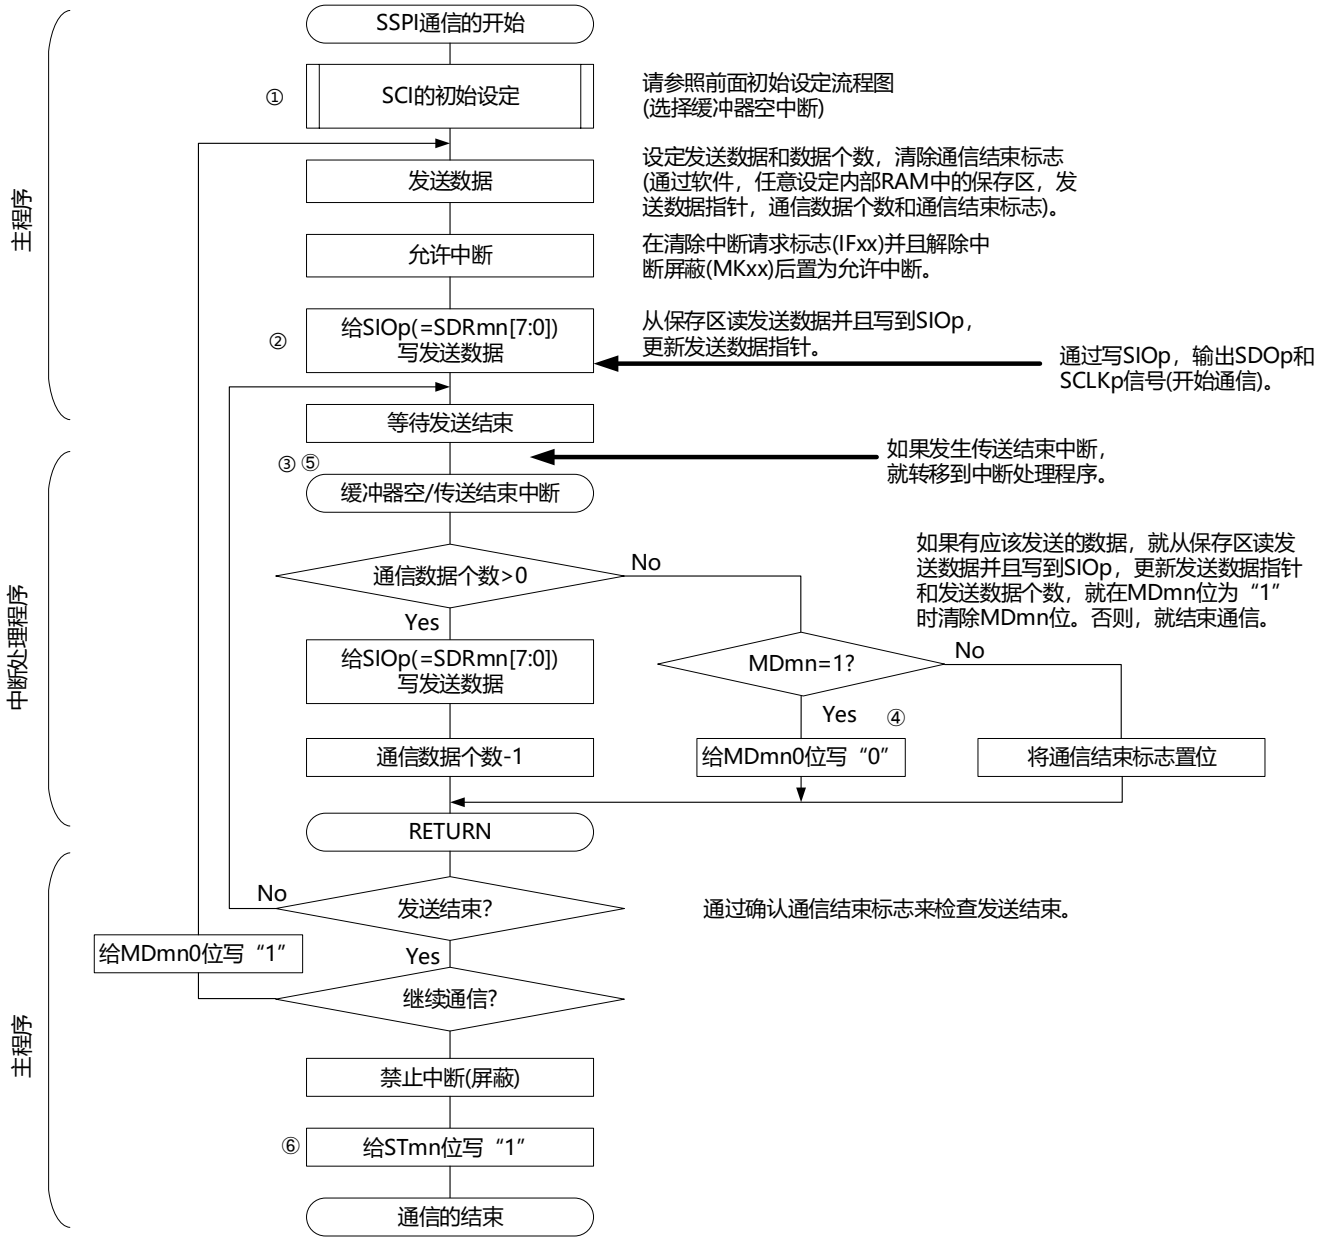 SSPI通信的开始
①
SCI的初始设定
请参照前面初始设定流程图
(选择缓冲器空中断)
发送数据
设定发送数据和数据个数，清除通信结束标志
(通过软件，任意设定内部RAM中的保存区，发
送数据指针，通信数据个数和通信结束标志)。
主程序
允许中断
在清除中断请求标志(IFxx)并且解除中
断屏蔽(MKxx)后置为允许中断。
②
给SIOp(=SDRmn[7:0])
写发送数据
从保存区读发送数据并且写到SIOp，
更新发送数据指针。
通过写SIOp，输出SDOp和
SCLKp信号(开始通信)。
等待发送结束
③⑤
如果发生传送结束中断，
就转移到中断处理程序。
缓冲器空/传送结束中断
通信数据个数>0
No
如果有应该发送的数据，就从保存区读发
送数据并且写到SIOp，更新发送数据指针
和发送数据个数，就在MDmn位为“1”
时清除MDmn位。否则，就结束通信。
Yes
中断处理程序
给SIOp(=SDRmn[7:0])
写发送数据
MDmn=1?
No
Yes
④
通信数据个数-1
给MDmn0位写“0”
将通信结束标志置位
RETURN
No
发送结束?
通过确认通信结束标志来检查发送结束。
给MDmn0位写“1”
Yes
继续通信?
主程序
禁止中断(屏蔽)
⑥
给STmn位写“1”
通信的结束